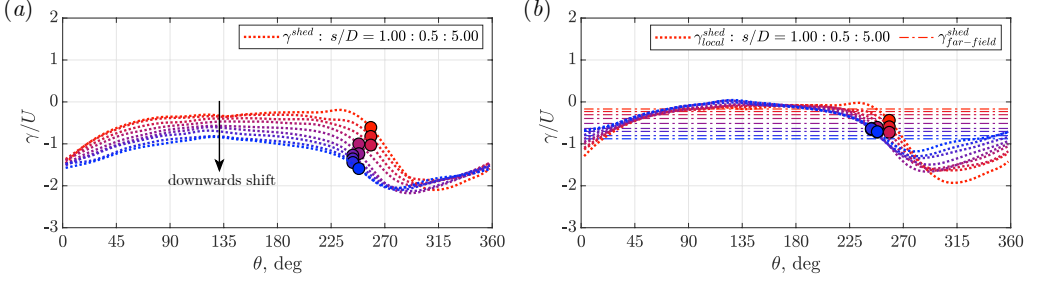 (a)
γ^shed : s/D = 1.00 : 0.5 : 5.00
2
1
0
-1
-2
-3
γ/U
downwards shift
0 45 90 135 180 225 270 315 360
θ, deg
(b)
γ^shed_local : s/D = 1.00 : 0.5 : 5.00 γ^shed_far−field
2
1
0
-1
-2
-3
γ/U
0 45 90 135 180 225 270 315 360
θ, deg